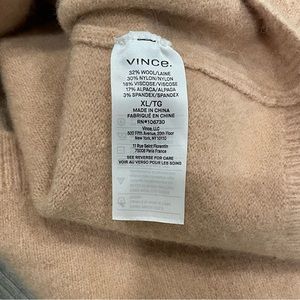 VINCE.
32% WOOL/LAINE
30% NYLON/NYLON
18% VISCOSE/VISCOSE
17% ALPACA/ALPAGA
3% SPANDEX/SPANDEX
XL/TG
MADE IN CHINA
FABRIQUÉ EN CHINE
RN#106730
Vince, LLC
500 Fifth Avenue, 20th Floor
New York, NY 10110
11 Rue Saint Florentin
75008 Paris France
SEE REVERSE FOR CARE
VOIR AU VERSO POUR LES SOINS